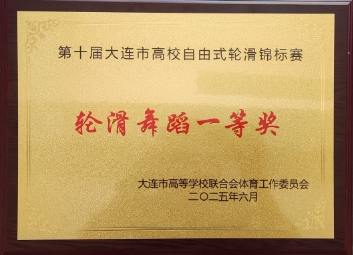 第十届大连市高校自由式轮滑锦标赛
轮滑舞蹈一等奖
大连市高等学校联合会体育工作委员会
二〇二五年六月